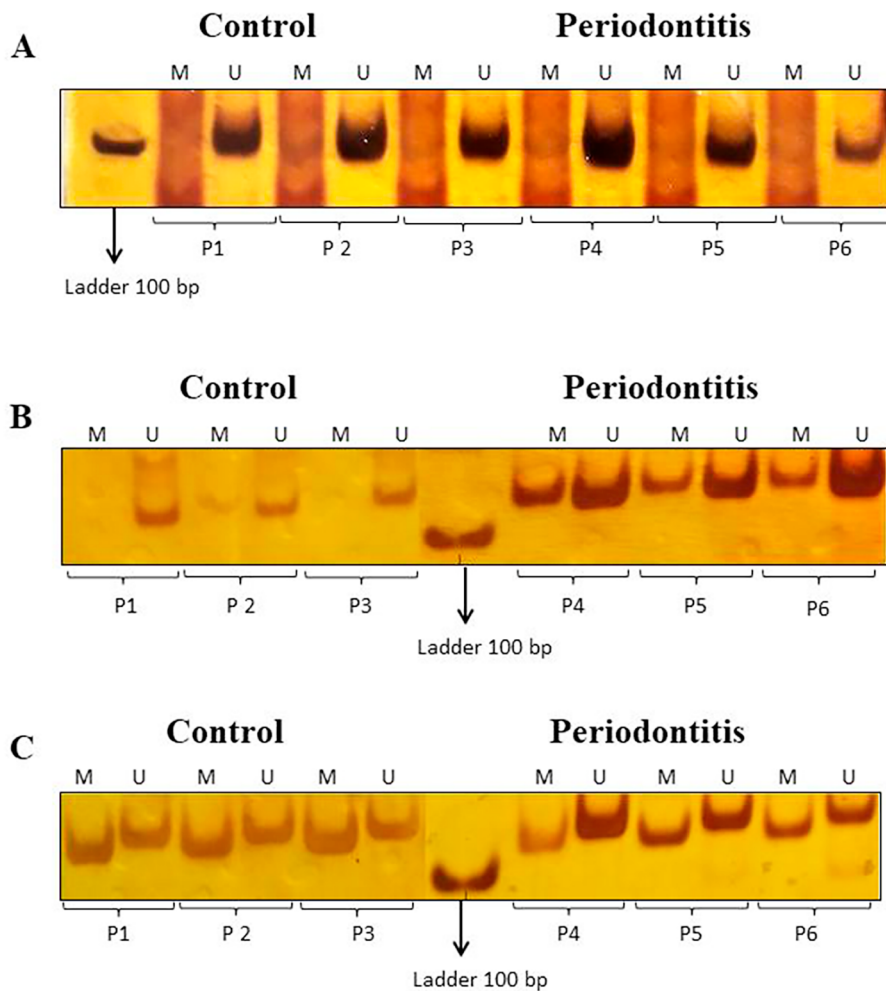 Control Periodontitis
A
M U M U M U M U M U M U
P1 P 2 P3 P4 P5 P6
Ladder 100 bp
Control Periodontitis
B
M U M U M U M U M U M U
P1 P 2 P3 P4 P5 P6
Ladder 100 bp
Control Periodontitis
C
M U M U M U M U M U M U
P1 P 2 P3 P4 P5 P6
Ladder 100 bp